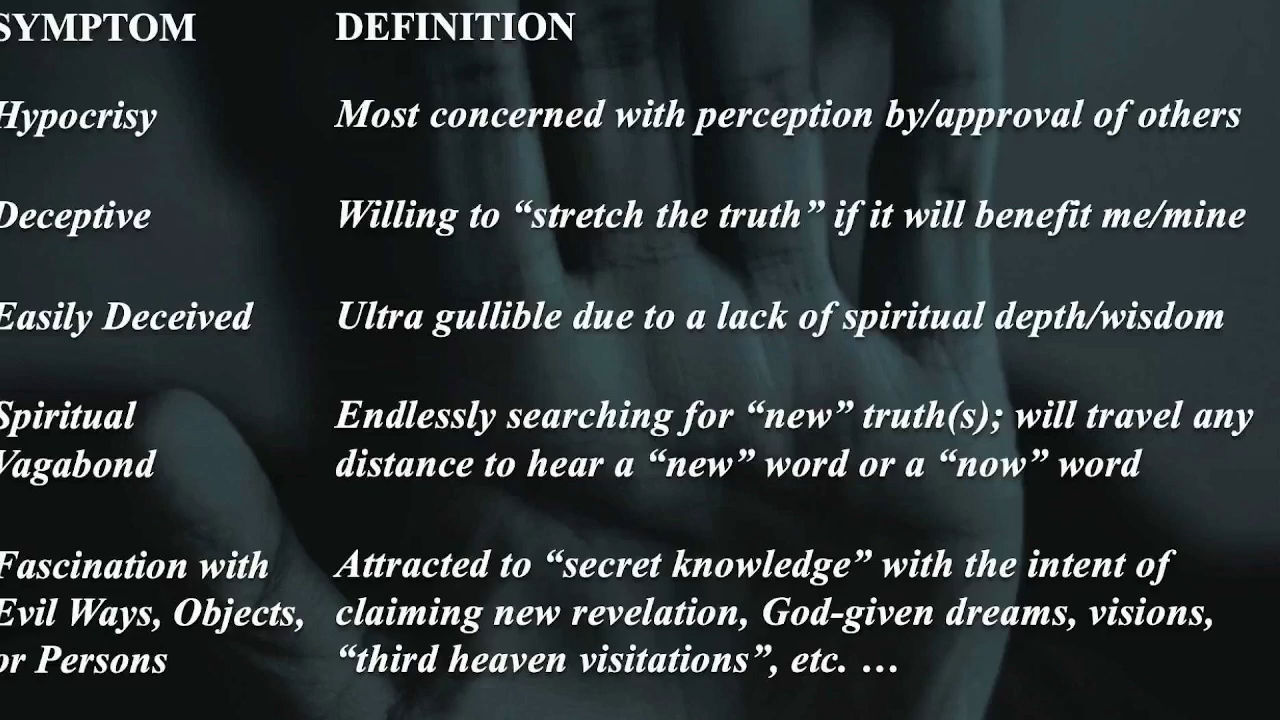 SYMPTOM DEFINITION
Hypocrisy Most concerned with perception by/approval of others
Deceptive Willing to “stretch the truth” if it will benefit me/mine
Easily Deceived Ultra gullible due to a lack of spiritual depth/wisdom
Spiritual Endlessly searching for “new” truth(s); will travel any
Vagabond distance to hear a “new” word or a “now” word
Fascination with Attracted to “secret knowledge” with the intent of
Evil Ways, Objects, claiming new revelation, God-given dreams, visions,
or Persons “third heaven visitations”, etc. …